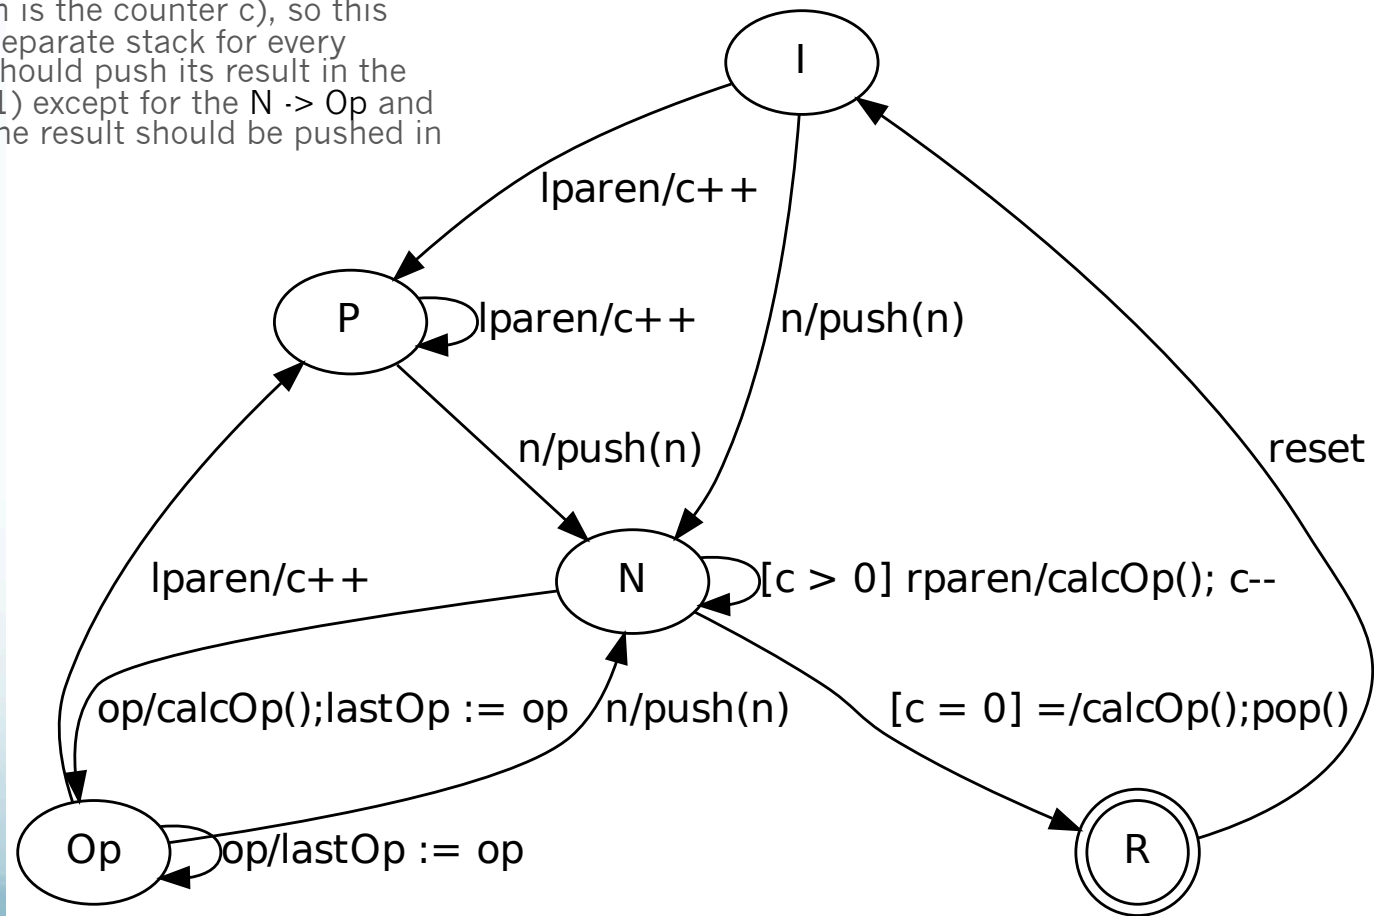 is the counter c), so this
separate stack for every
should push its result in the
1) except for the N -> Op and
the result should be pushed in
I
lparen/c++
P
lparen/c++
n/push(n)
n/push(n)
reset
lparen/c++
N
[c > 0] rparen/calcOp(); c--
op/calcOp();lastOp := op
n/push(n)
[c = 0] =/calcOp();pop()
Op
op/lastOp := op
R